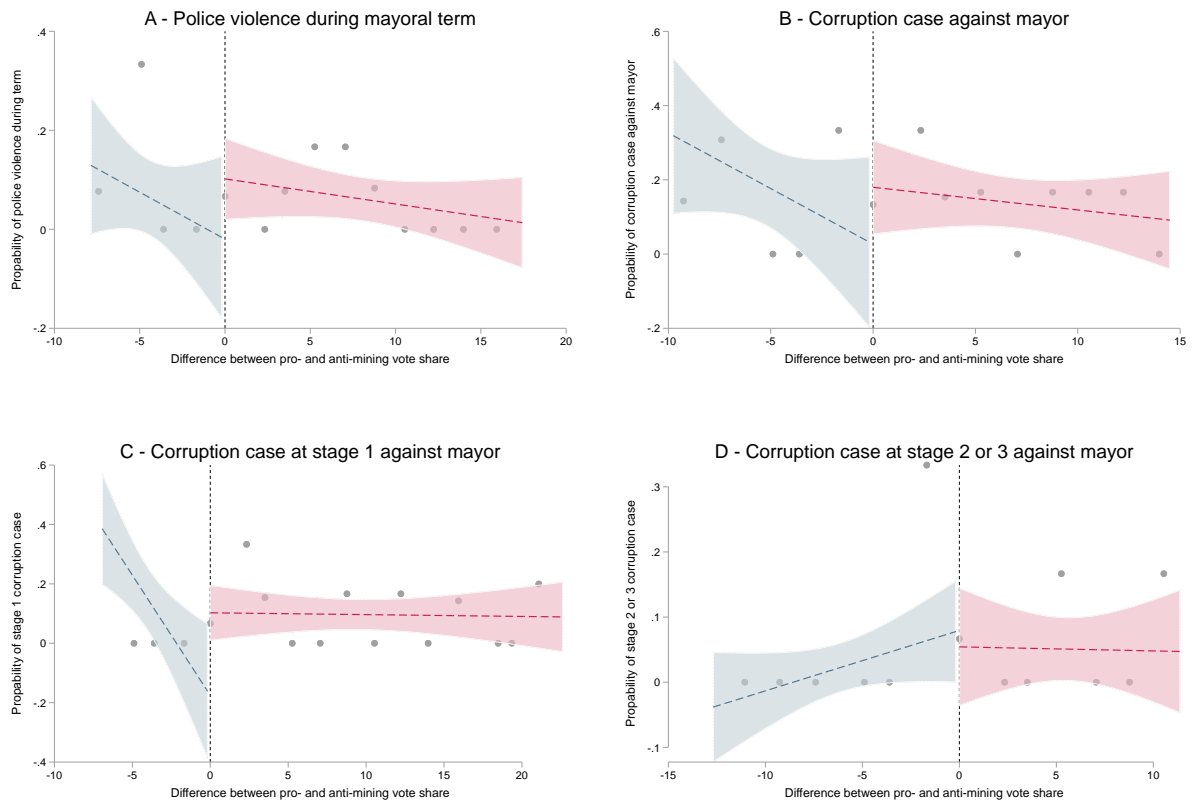 A - Police violence during mayoral term
.4
.2
0
-.2
Propability of police violence during term
-10 -5 0 5 10 15 20
Difference between pro- and anti-mining vote share
B - Corruption case against mayor
.6
.4
.2
0
-.2
Propability of corruption case against mayor
-10 -5 0 5 10 15
Difference between pro- and anti-mining vote share
C - Corruption case at stage 1 against mayor
.6
.4
.2
0
-.2
-.4
Propability of stage 1 corruption case
-10 -5 0 5 10 15 20
Difference between pro- and anti-mining vote share
D - Corruption case at stage 2 or 3 against mayor
.3
.2
.1
0
-.1
Propability of stage 2 or 3 corruption case
-15 -10 -5 0 5 10
Difference between pro- and anti-mining vote share